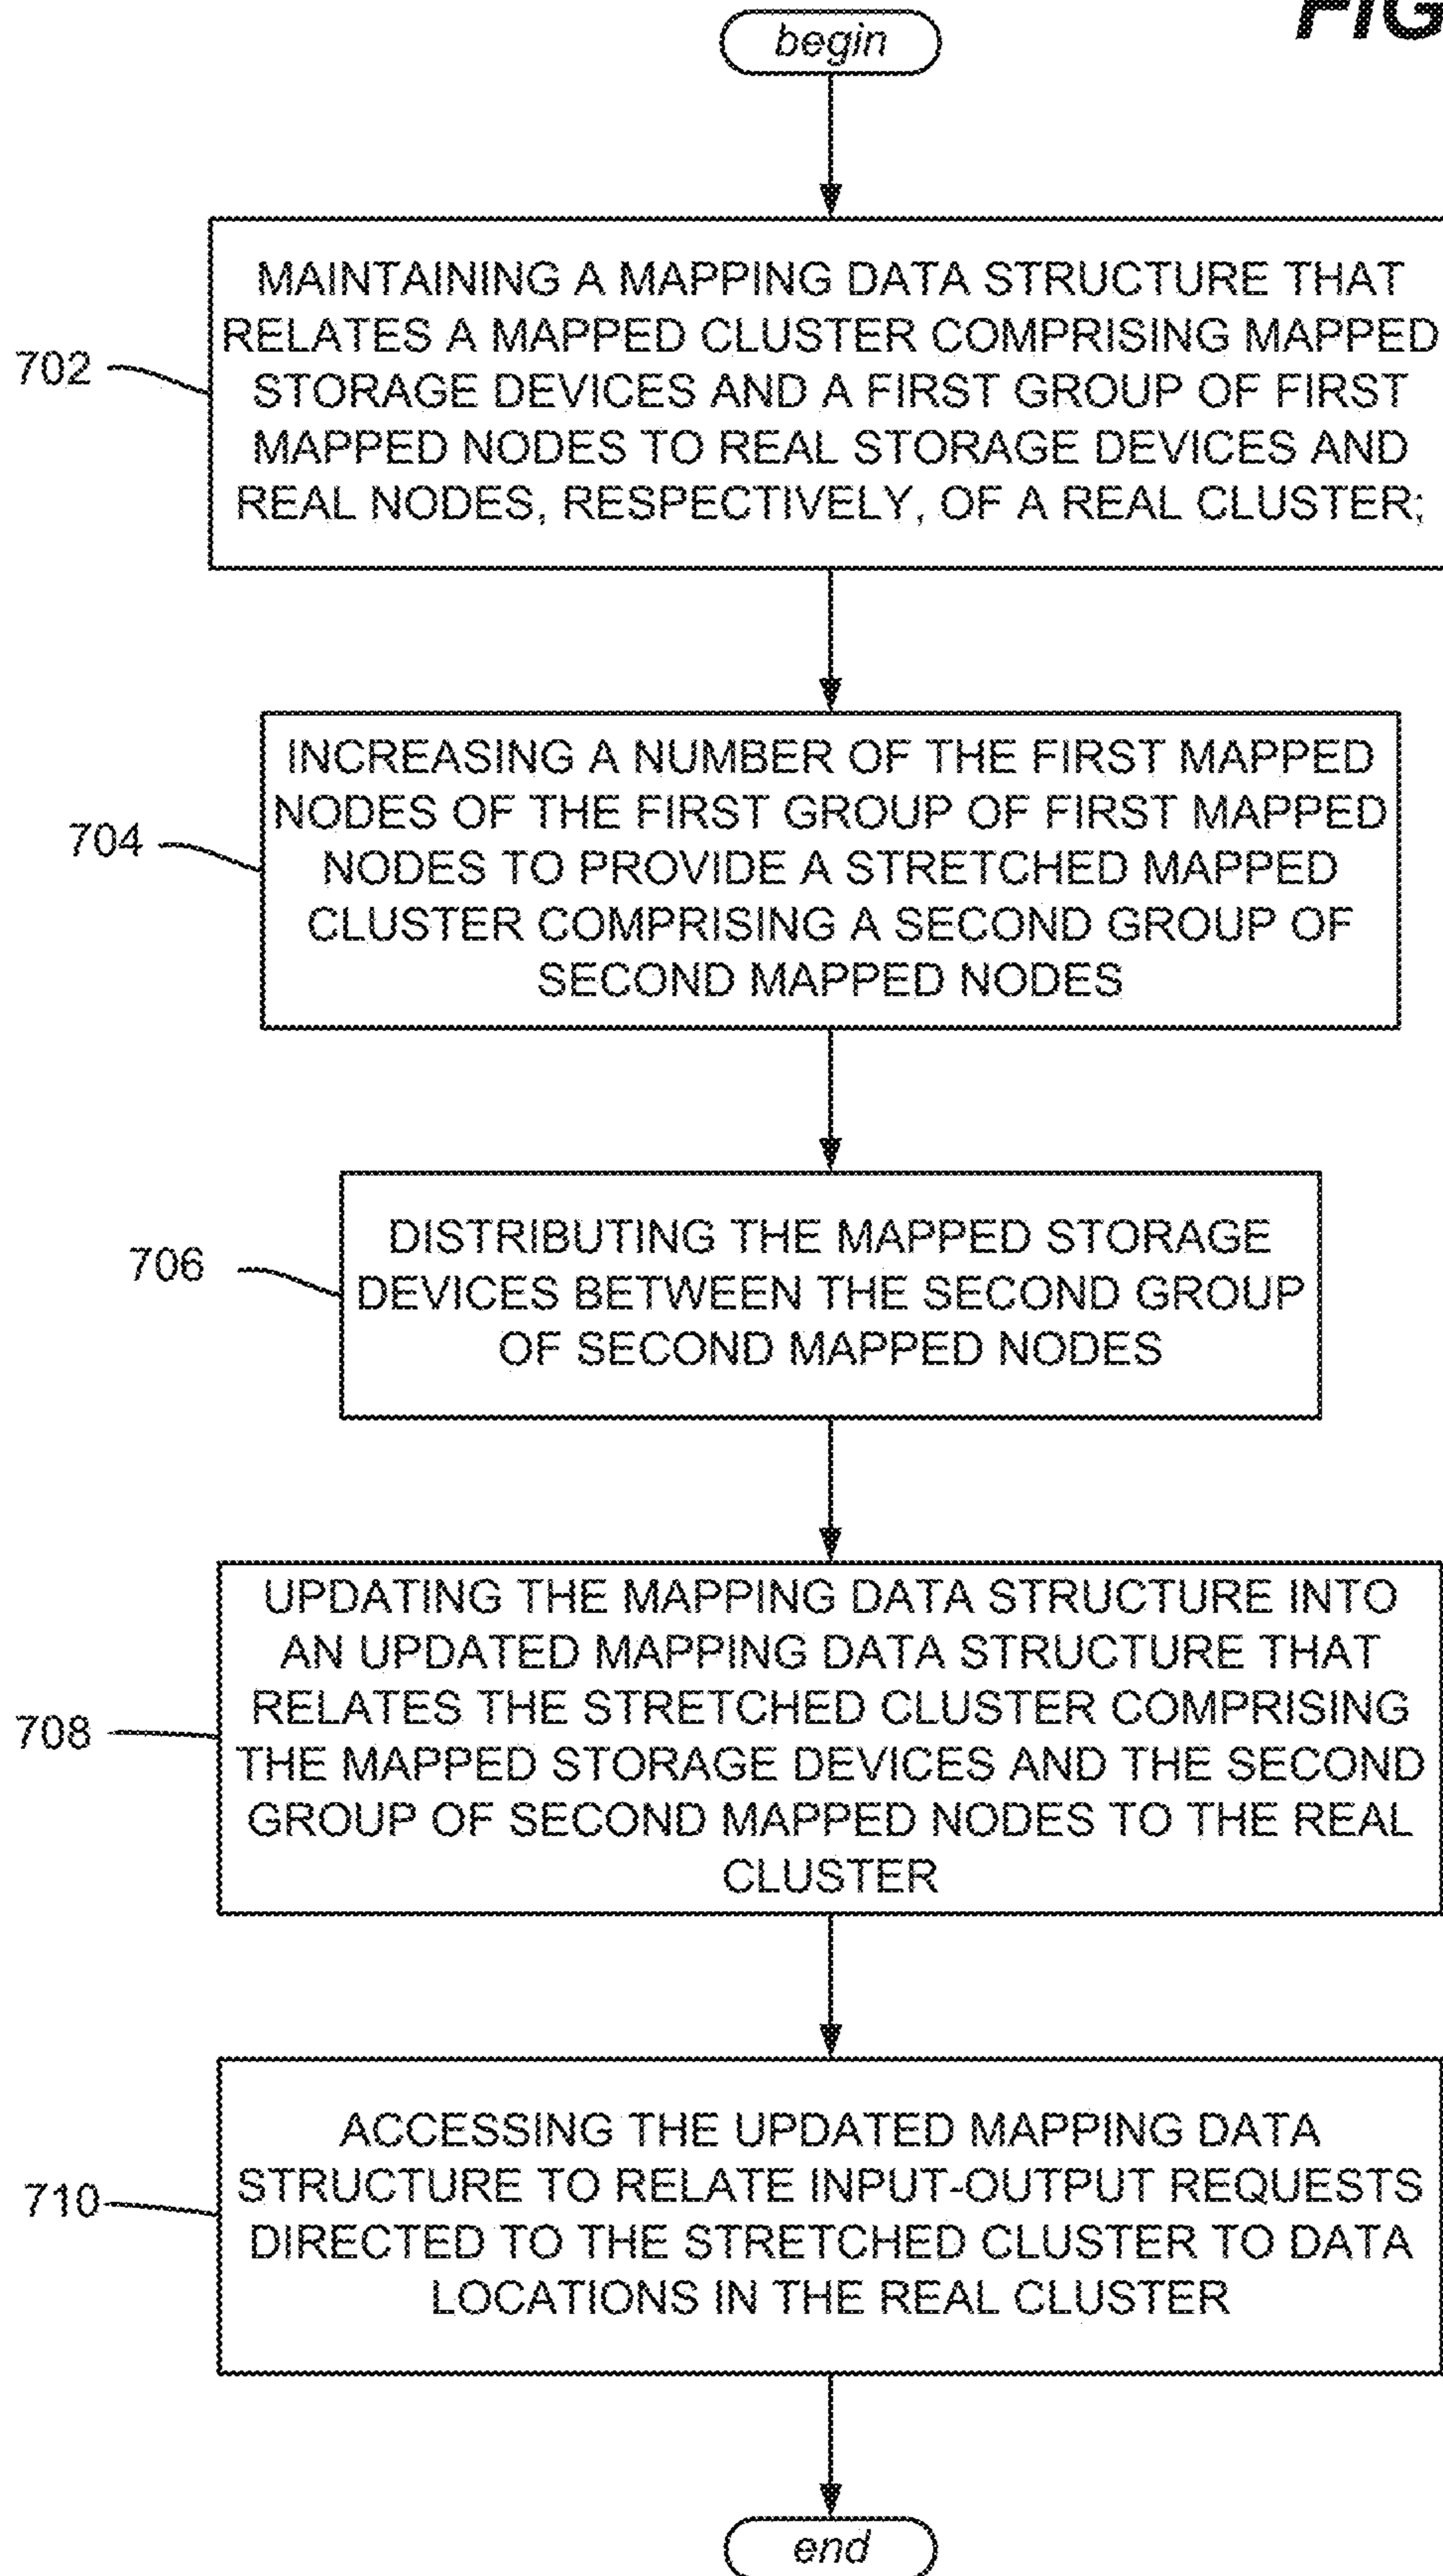 FIG
begin
702
MAINTAINING A MAPPING DATA STRUCTURE THAT
RELATES A MAPPED CLUSTER COMPRISING MAPPED
STORAGE DEVICES AND A FIRST GROUP OF FIRST
MAPPED NODES TO REAL STORAGE DEVICES AND
REAL NODES, RESPECTIVELY, OF A REAL CLUSTER;
704
INCREASING A NUMBER OF THE FIRST MAPPED
NODES OF THE FIRST GROUP OF FIRST MAPPED
NODES TO PROVIDE A STRETCHED MAPPED
CLUSTER COMPRISING A SECOND GROUP OF
SECOND MAPPED NODES
706
DISTRIBUTING THE MAPPED STORAGE
DEVICES BETWEEN THE SECOND GROUP
OF SECOND MAPPED NODES
708
UPDATING THE MAPPING DATA STRUCTURE INTO
AN UPDATED MAPPING DATA STRUCTURE THAT
RELATES THE STRETCHED CLUSTER COMPRISING
THE MAPPED STORAGE DEVICES AND THE SECOND
GROUP OF SECOND MAPPED NODES TO THE REAL
CLUSTER
710
ACCESSING THE UPDATED MAPPING DATA
STRUCTURE TO RELATE INPUT-OUTPUT REQUESTS
DIRECTED TO THE STRETCHED CLUSTER TO DATA
LOCATIONS IN THE REAL CLUSTER
end